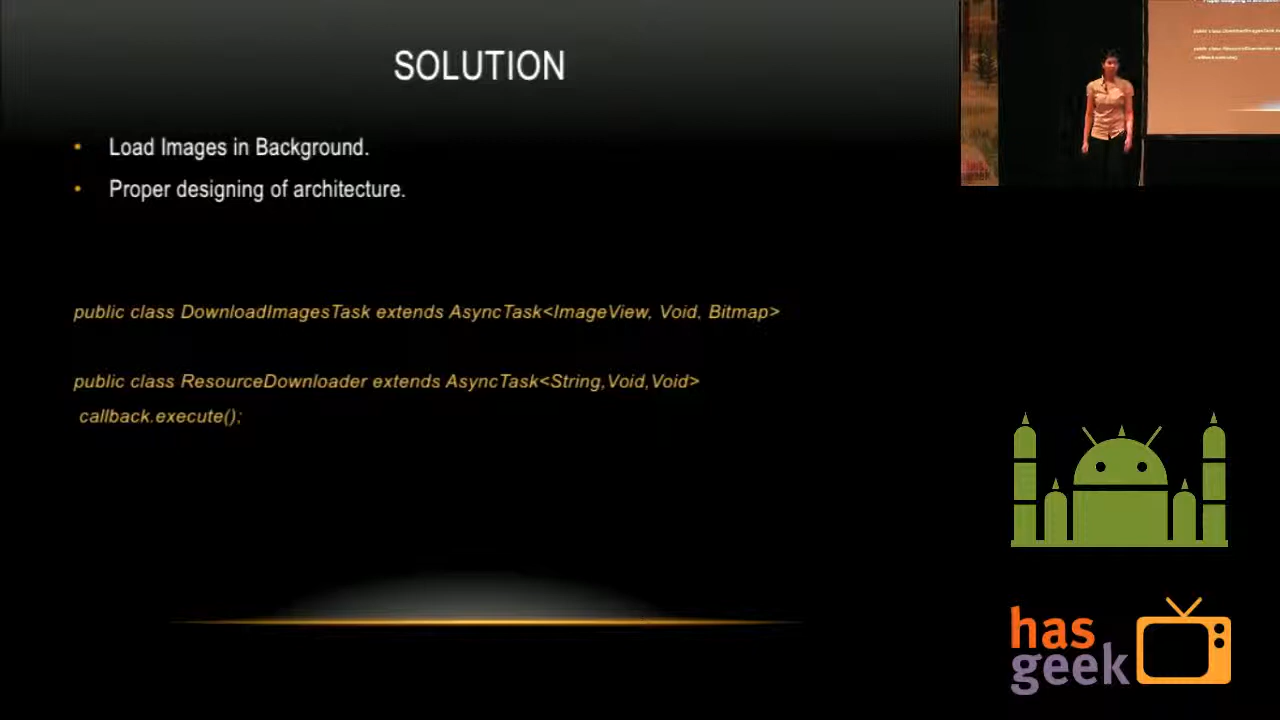 SOLUTION
• Load Images in Background.
• Proper designing of architecture.
public class DownloadImagesTask extends AsyncTask<ImageView, Void, Bitmap>
public class ResourceDownloader extends AsyncTask<String,Void,Void>
callback.execute();
has
geek